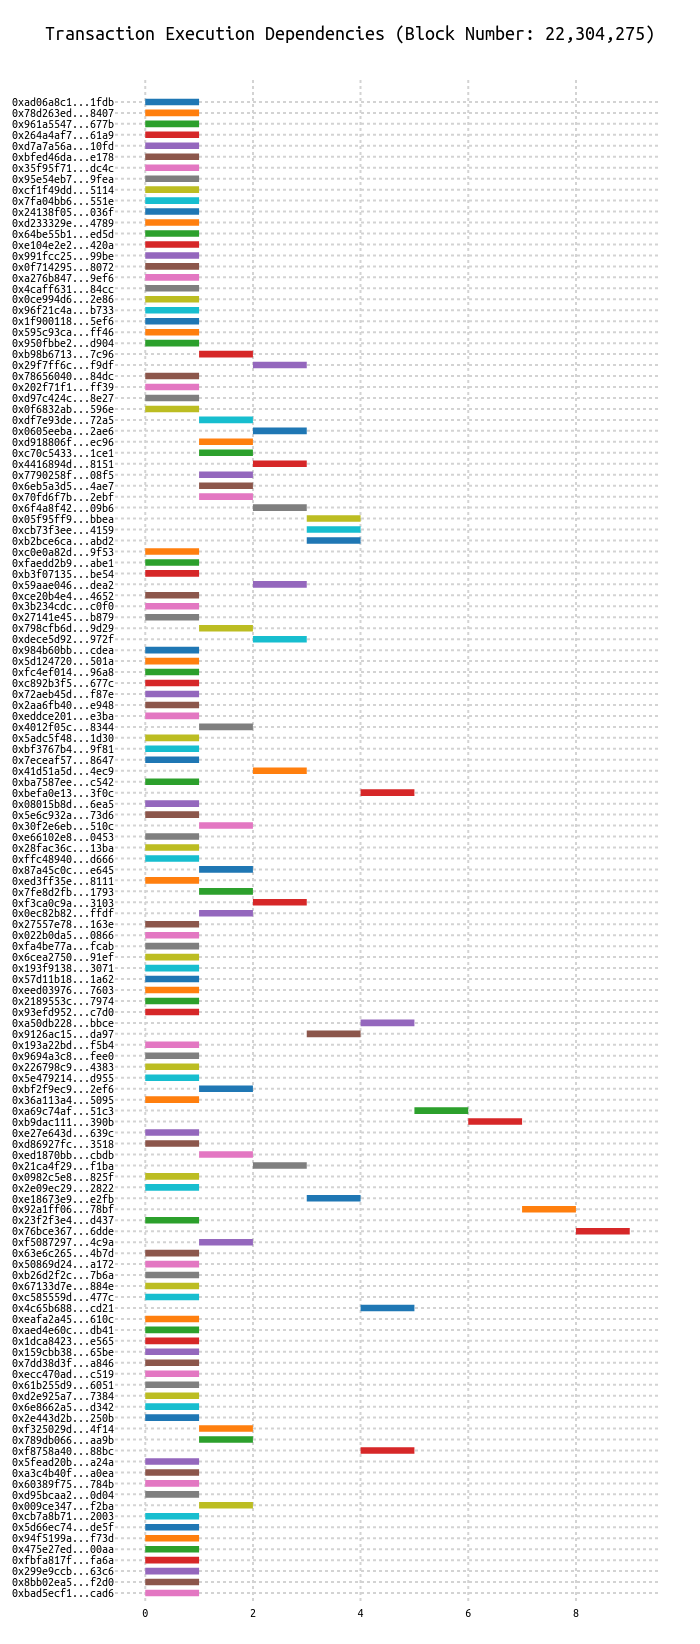 Transaction Execution Dependencies (Block Number: 22,304,275)
0xad06a8c1...1fdb
0x78d263ed...8407
0x961a5547...677b
0x264a4af7...61a9
0xd7a7a56a...10fd
0xbfed46da...e178
0x35f95f71...dc4c
0x95e54eb7...9fea
0xcf1f49dd...5114
0x7fa04bb6...551e
0x24138f05...036f
0xd233329e...4789
0x64be55b1...ed5d
0xe104e2e2...420a
0x991fcc25...99be
0x0f714295...8072
0xa276b847...9ef6
0x4caff631...84cc
0x0ce994d6...2e86
0x96f21c4a...b733
0x1f900118...5ef6
0x595c93ca...ff46
0x950fbbe2...d904
0xb98b6713...7c96
0x29f7ff6c...f9df
0x78656040...84dc
0x202f71f1...ff39
0xd97c424c...8e27
0x0f6832ab...596e
0xdf7e93de...72a5
0x0605eeba...2ae6
0xd918806f...ec96
0xc70c5433...1ce1
0x4416894d...8151
0x7790258f...08f5
0x6eb5a3d5...4ae7
0x70fd6f7b...2ebf
0x6f4a8f42...09b6
0x05f95ff9...bbea
0xcb73f3ee...4159
0xb2bce6ca...abd2
0xc0e0a82d...9f53
0xfaedd2b9...abe1
0xb3f07135...be54
0x59aae046...dea2
0xce20b4e4...4652
0x3b234cdc...c0f0
0x27141e45...b879
0x798cfb6d...9d29
0xdece5d92...972f
0x984b60bb...cdea
0x5d124720...501a
0xfc4ef014...96a8
0xc892b3f5...677c
0x72aeb45d...f87e
0x2aa6fb40...e948
0xeddce201...e3ba
0x4012f05c...8344
0x5adc5f48...1d30
0xbf3767b4...9f81
0x7eceaf57...8647
0x41d51a5d...4ec9
0xba7587ee...c542
0xbefa0e13...3f0c
0x08015b8d...6ea5
0x5e6c932a...73d6
0x30f2e6eb...510c
0xe66102e8...0453
0x28fac36c...13ba
0xffc48940...d666
0x87a45c0c...e645
0xed3ff35e...8111
0x7fe8d2fb...1793
0xf3ca0c9a...3103
0x0ec82b82...ffdf
0x27557e78...163e
0x022b0da5...0866
0xfa4be77a...fcab
0x6cea2750...91ef
0x193f9138...3071
0x57d11b18...1a62
0xeed03976...7603
0x2189553c...7974
0x93efd952...c7d0
0xa50db228...bbce
0x9126ac15...da97
0x193a22bd...f5b4
0x9694a3c8...fee0
0x226798c9...4383
0x5e479214...d955
0xbf2f9ec9...2ef6
0x36a113a4...5095
0xa69c74af...51c3
0xb9dac111...390b
0xe27e643d...639c
0xd86927fc...3518
0xed1870bb...cbdb
0x21ca4f29...f1ba
0x0982c5e8...825f
0x2e09ec29...2822
0xe18673e9...e2fb
0x92a1ff06...78bf
0x23f2f3e4...d437
0x76bce367...6dde
0xf5087297...4c9a
0x63e6c265...4b7d
0x50869d24...a172
0xb26d2f2c...7b6a
0x67133d7e...884e
0xc585559d...477c
0x4c65b688...cd21
0xeafa2a45...610c
0xaed4e60c...db41
0x1dca8423...e565
0x159cbb38...65be
0x7dd38d3f...a846
0xecc470ad...c519
0x61b255d9...6051
0xd2e925a7...7384
0x6e8662a5...d342
0x2e443d2b...250b
0xf325029d...4f14
0x789db066...aa9b
0xf8758a40...88bc
0x5fead20b...a24a
0xa3c4b40f...a0ea
0x60389f75...784b
0xd95bcaa2...0d04
0x009ce347...f2ba
0xcb7a8b71...2003
0x5d66ec74...de5f
0x94f5199a...f73d
0x475e27ed...00aa
0xfbfa817f...fa6a
0x299e9ccb...63c6
0x8bb02ea5...f2d0
0xbad5ecf1...cad6
0 2 4 6 8